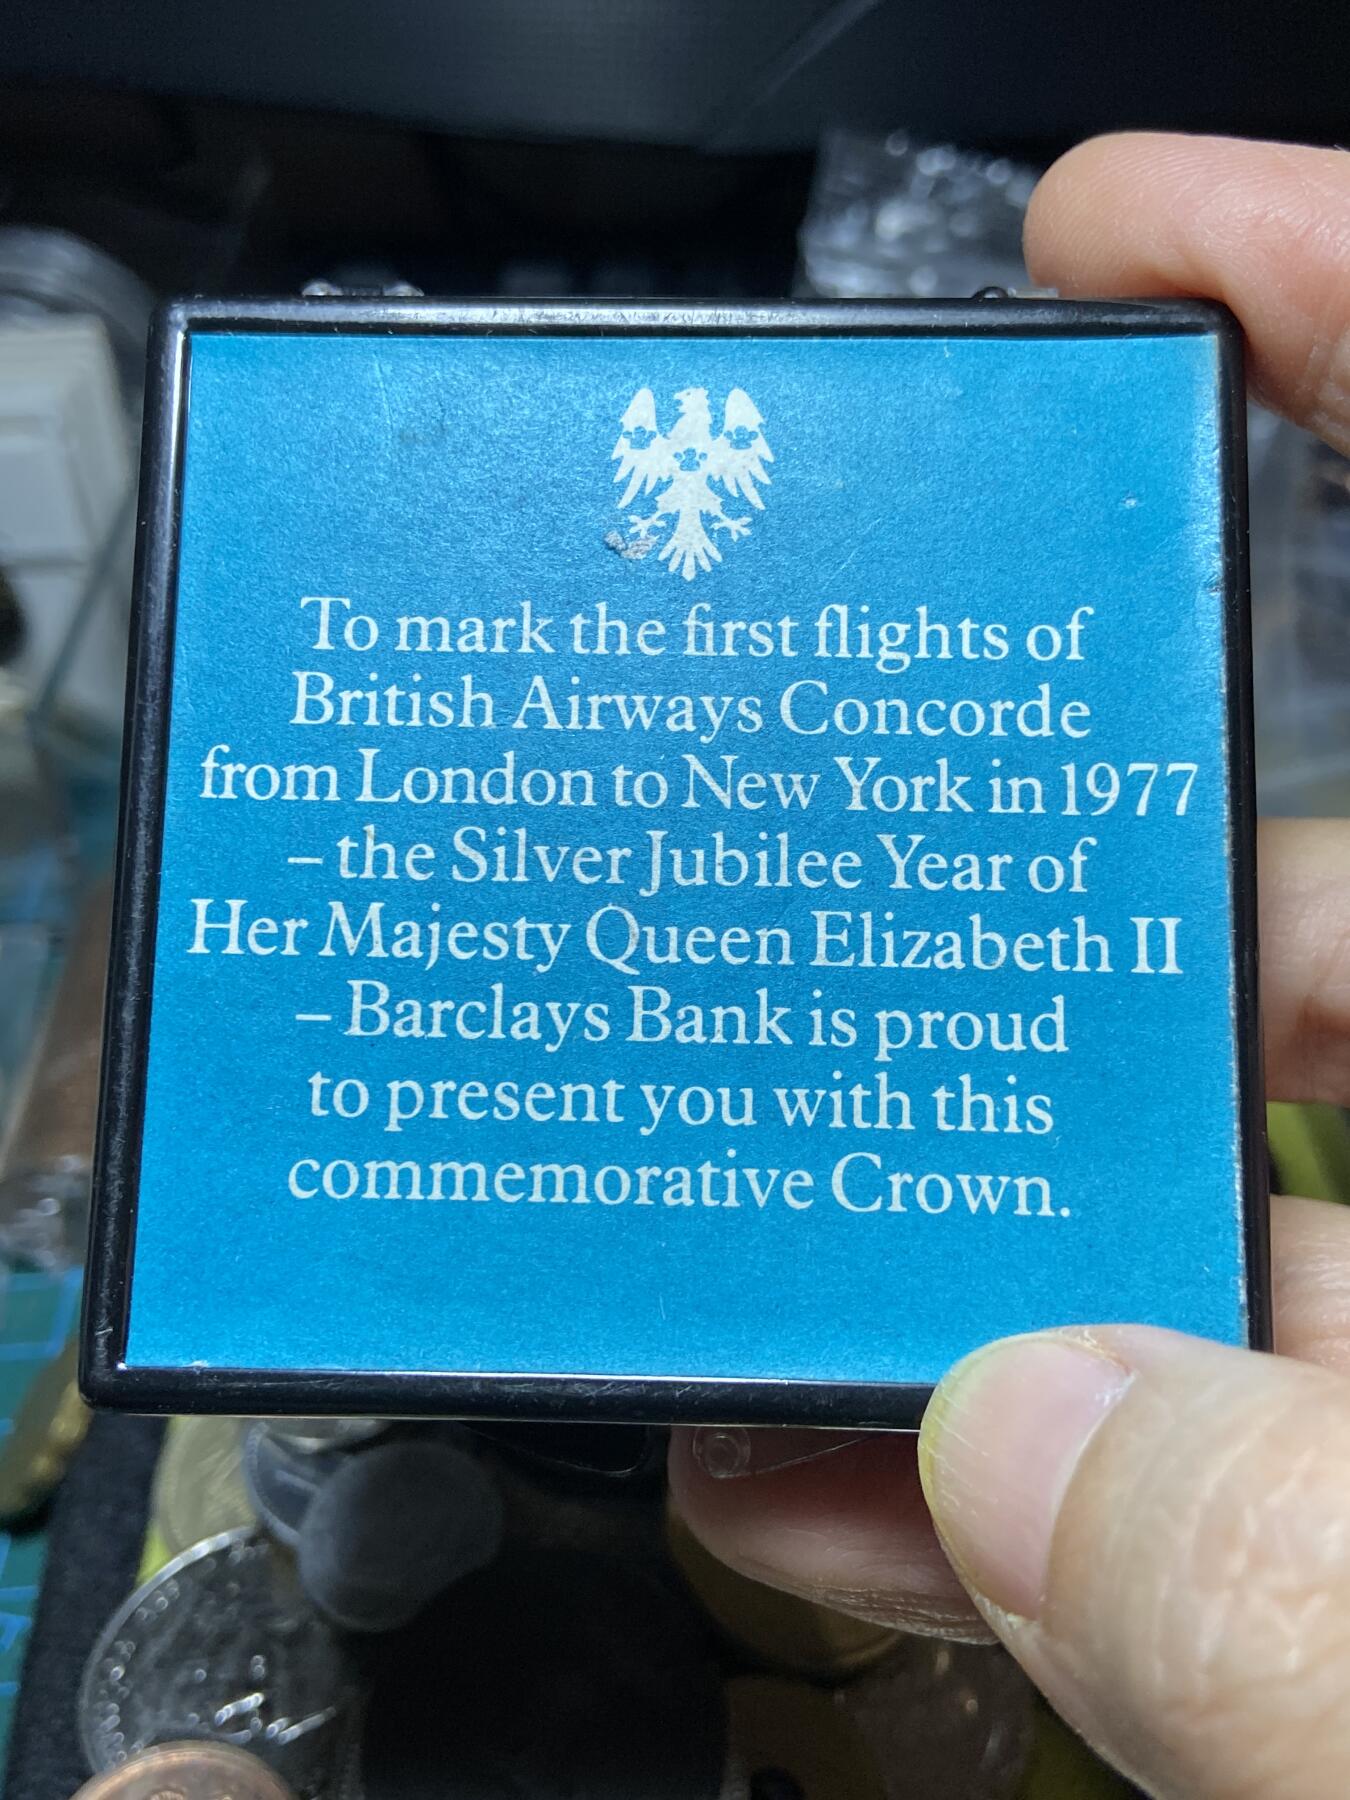 To mark the first flights of
British Airways Concorde
from London to New York in 1977
– the Silver Jubilee Year of
Her Majesty Queen Elizabeth II
– Barclays Bank is proud
to present you with this
commemorative Crown.